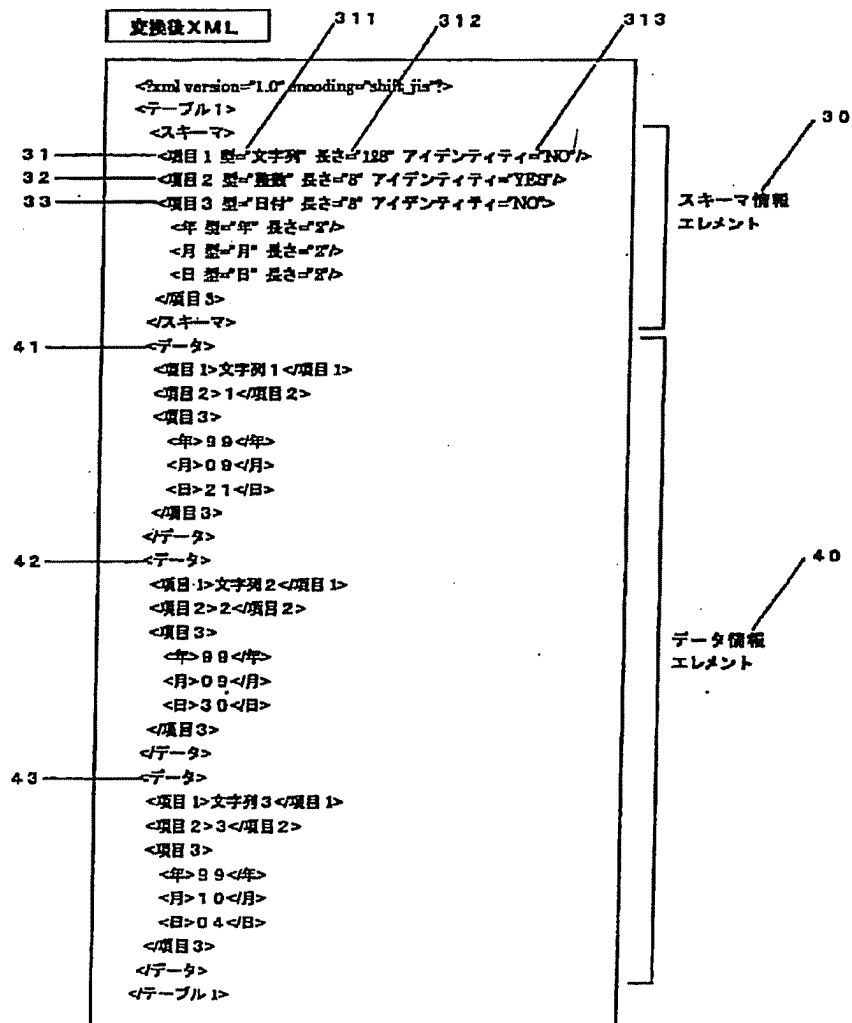 変換後XML
311 312 313
<?xml version="1.0" encoding="shift_jis"?>
<テーブル1>
<スキーマ>
30
31 <項目1 型="文字列" 長さ="128" アイデンティティ="NO"/>
32 <項目2 型="整数" 長さ="8" アイデンティティ="YES"/>
33 <項目3 型="日付" 長さ="8" アイデンティティ="NO">
スキーマ情報
エレメント
<年 型="年" 長さ="2"/>
<月 型="月" 長さ="2"/>
<日 型="日" 長さ="2"/>
</項目3>
</スキーマ>
41 <データ>
<項目1>文字列1</項目1>
<項目2>1</項目2>
<項目3>
<年>99</年>
<月>09</月>
<日>21</日>
</項目3>
</データ>
42 <データ>
40
<項目1>文字列2</項目1>
<項目2>2</項目2>
<項目3>
データ情報
エレメント
<年>99</年>
<月>09</月>
<日>30</日>
</項目3>
</データ>
43 <データ>
<項目1>文字列3</項目1>
<項目2>3</項目2>
<項目3>
<年>99</年>
<月>10</月>
<日>04</日>
</項目3>
</データ>
</テーブル1>